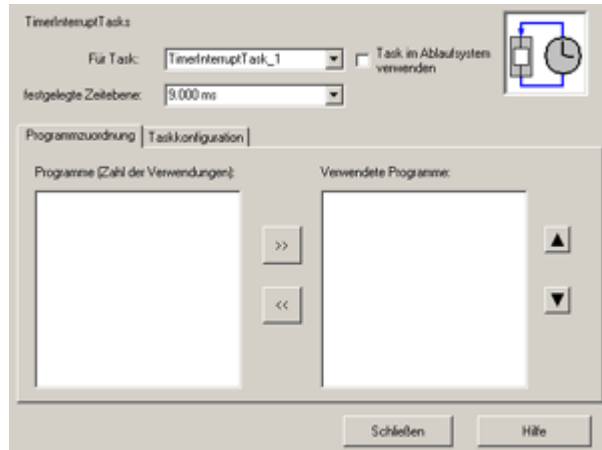 TimerInterruptTasks
Für Task: TimerInterruptTask_1 Task im Ablaufsystem verwenden
festgelegte Zeitebene: 9.000 ms
Programmzuordnung Taskkonfiguration
Programme (Zahl der Verwendungen): Verwendete Programme:
>>
<<
Schließen Hilfe